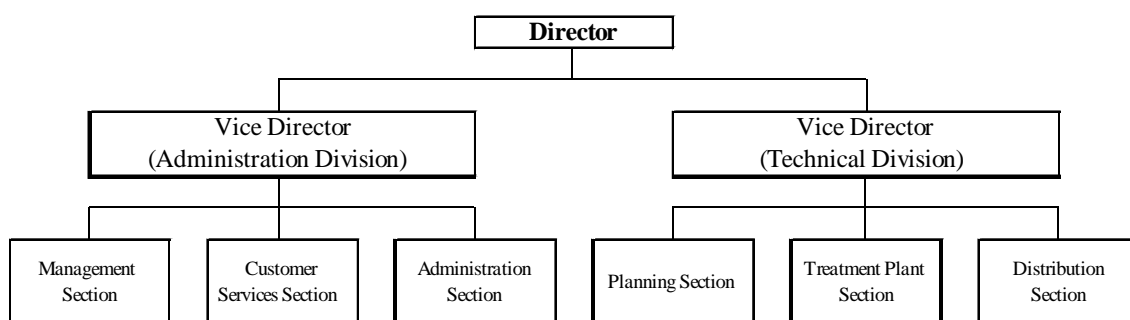 Director
Vice Director
(Administration Division)
Vice Director
(Technical Division)
Management
Section
Customer
Services Section
Administration
Section
Planning Section
Treatment Plant
Section
Distribution
Section